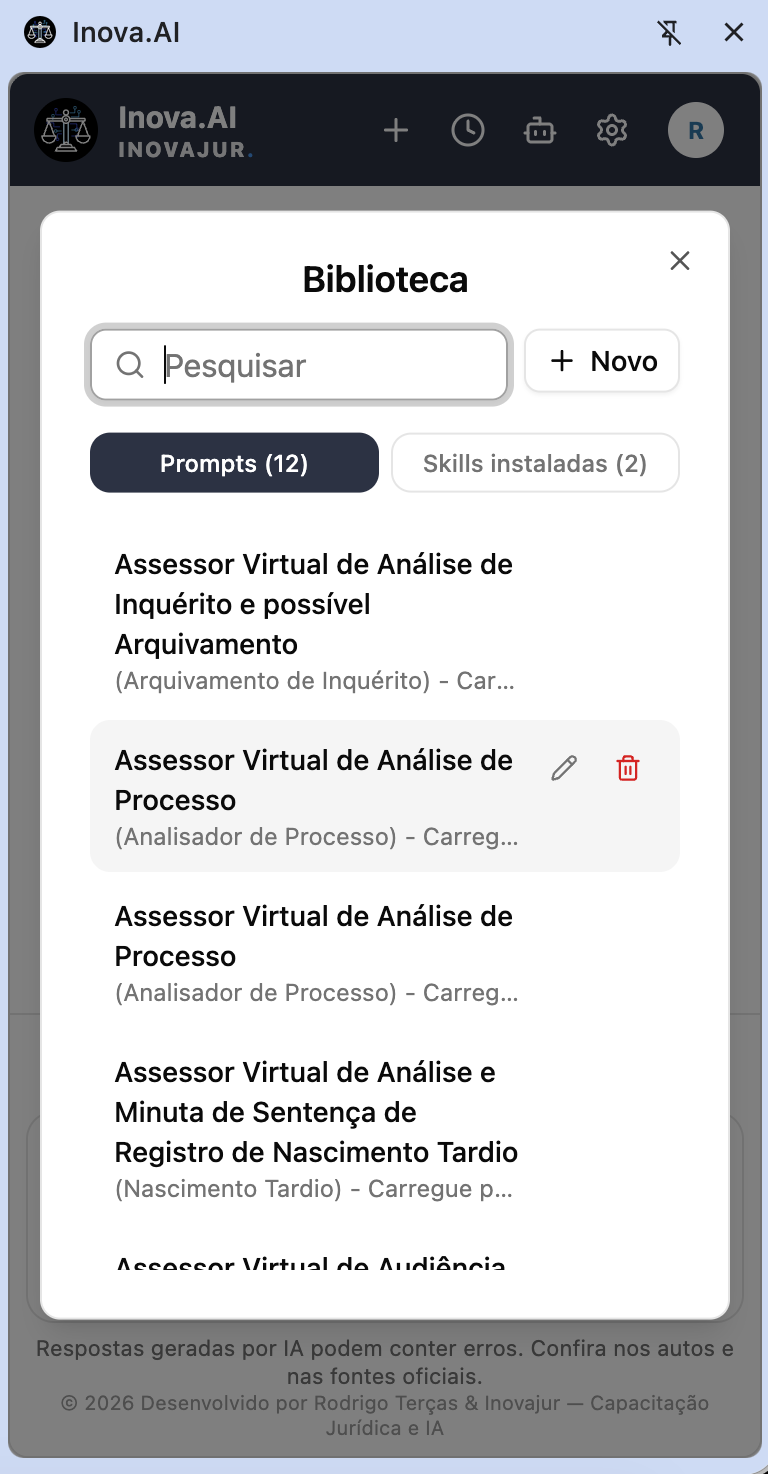 Inova.AI
Inova.AI
INOVAJUR.
R
Biblioteca
Pesquisar
+ Novo
Prompts (12)
Skills instaladas (2)
Assessor Virtual de Análise de
Inquérito e possível
Arquivamento
(Arquivamento de Inquérito) - Car...
Assessor Virtual de Análise de
Processo
(Analisador de Processo) - Carreg...
Assessor Virtual de Análise de
Processo
(Analisador de Processo) - Carreg...
Assessor Virtual de Análise e
Minuta de Sentença de
Registro de Nascimento Tardio
(Nascimento Tardio) - Carregue p...
Assessor Virtual de Audiência
Respostas geradas por IA podem conter erros. Confira nos autos e
nas fontes oficiais.
© 2026 Desenvolvido por Rodrigo Terças & Inovajur — Capacitação
Jurídica e IA